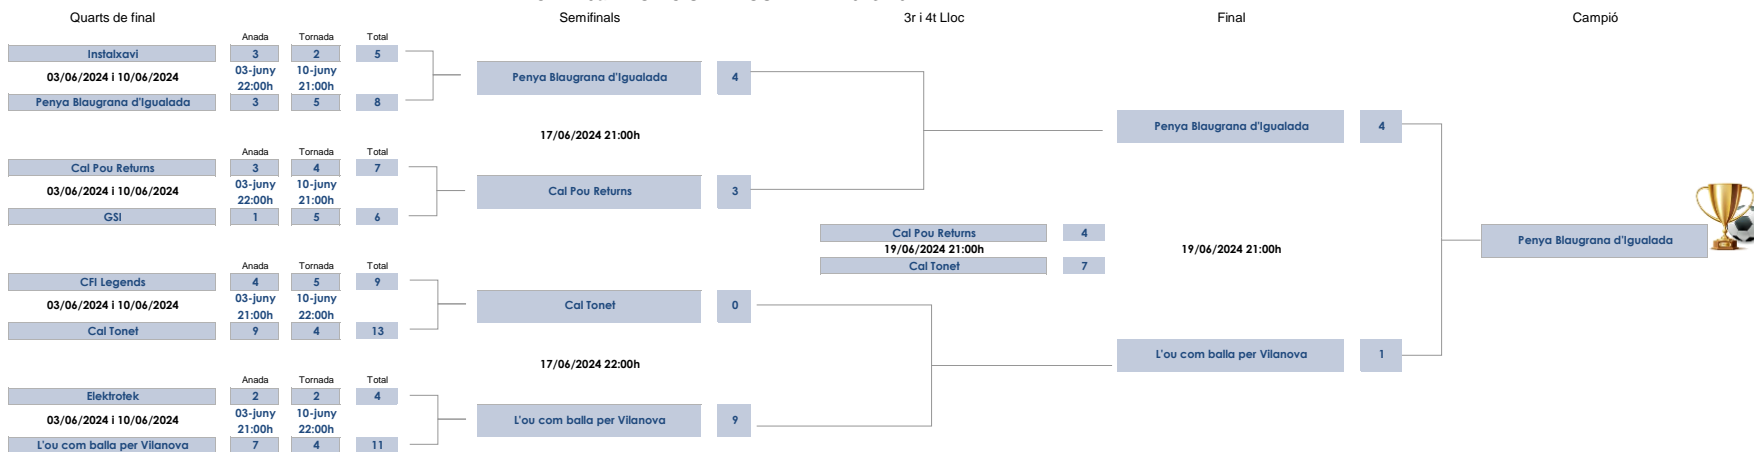 Quarts de final Semifinals 3r i 4t Lloc Final Campió
Anada Tornada Total
Instalxavi 3 2 5
03/06/2024 i 10/06/2024 03-juny 10-juny
22:00h 21:00h
Penya Blaugrana d'Igualada 3 5 8
Anada Tornada Total
Cal Pou Returns 3 4 7
03/06/2024 i 10/06/2024 03-juny 10-juny
22:00h 21:00h
GSI 1 5 6
Anada Tornada Total
CFI Legends 4 5 9
03/06/2024 i 10/06/2024 03-juny 10-juny
21:00h 22:00h
Cal Tonet 9 4 13
Anada Tornada Total
Elektrotek 2 2 4
03/06/2024 i 10/06/2024 03-juny 10-juny
21:00h 22:00h
L'ou com balla per Vilanova 7 4 11
Penya Blaugrana d'Igualada 4
17/06/2024 21:00h
Cal Pou Returns 3
Cal Tonet 0
17/06/2024 22:00h
L'ou com balla per Vilanova 9
Cal Pou Returns 4
19/06/2024 21:00h
Cal Tonet 7
Penya Blaugrana d'Igualada 4
19/06/2024 21:00h
L'ou com balla per Vilanova 1
Penya Blaugrana d'Igualada